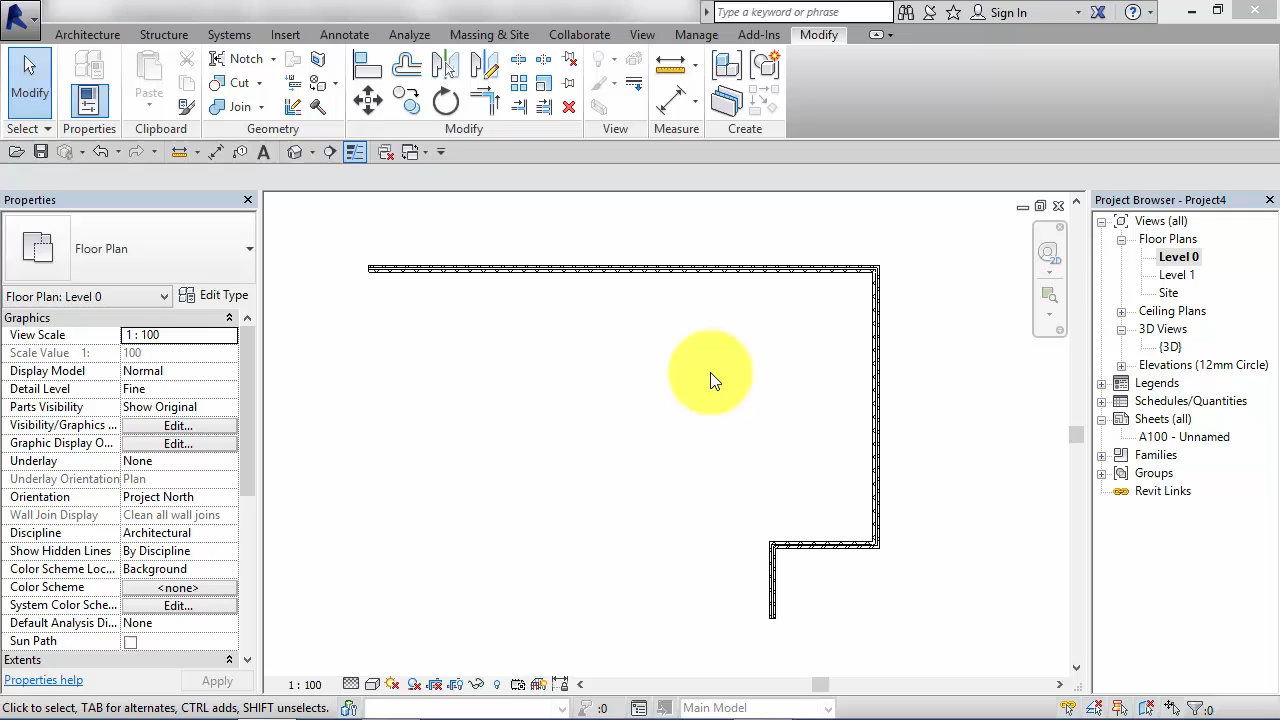 Type a keyword or phrase
Sign In
Architecture Structure Systems Insert Annotate Analyze Massing & Site Collaborate View Manage Add-Ins Modify
Modify
Paste
Notch
Cut
Join
Select Properties Clipboard Geometry Modify View Measure Create
Properties
Floor Plan
Floor Plan: Level 0
Edit Type
Graphics
View Scale 1 : 100
Scale Value 1: 100
Display Model Normal
Detail Level Fine
Parts Visibility Show Original
Visibility/Graphics ... Edit...
Graphic Display O... Edit...
Underlay None
Underlay Orientation Plan
Orientation Project North
Wall Join Display Clean all wall joins
Discipline Architectural
Show Hidden Lines By Discipline
Color Scheme Loc... Background
Color Scheme <none>
System Color Sche... Edit...
Default Analysis Di... None
Sun Path
Extents
Properties help
Apply
2D
Project Browser - Project4
Views (all)
Floor Plans
Level 0
Level 1
Site
Ceiling Plans
3D Views
{3D}
Elevations (12mm Circle)
Legends
Schedules/Quantities
Sheets (all)
A100 - Unnamed
Families
Groups
Revit Links
1 : 100
Click to select, TAB for alternates, CTRL adds, SHIFT unselects.
:0
Main Model
:0